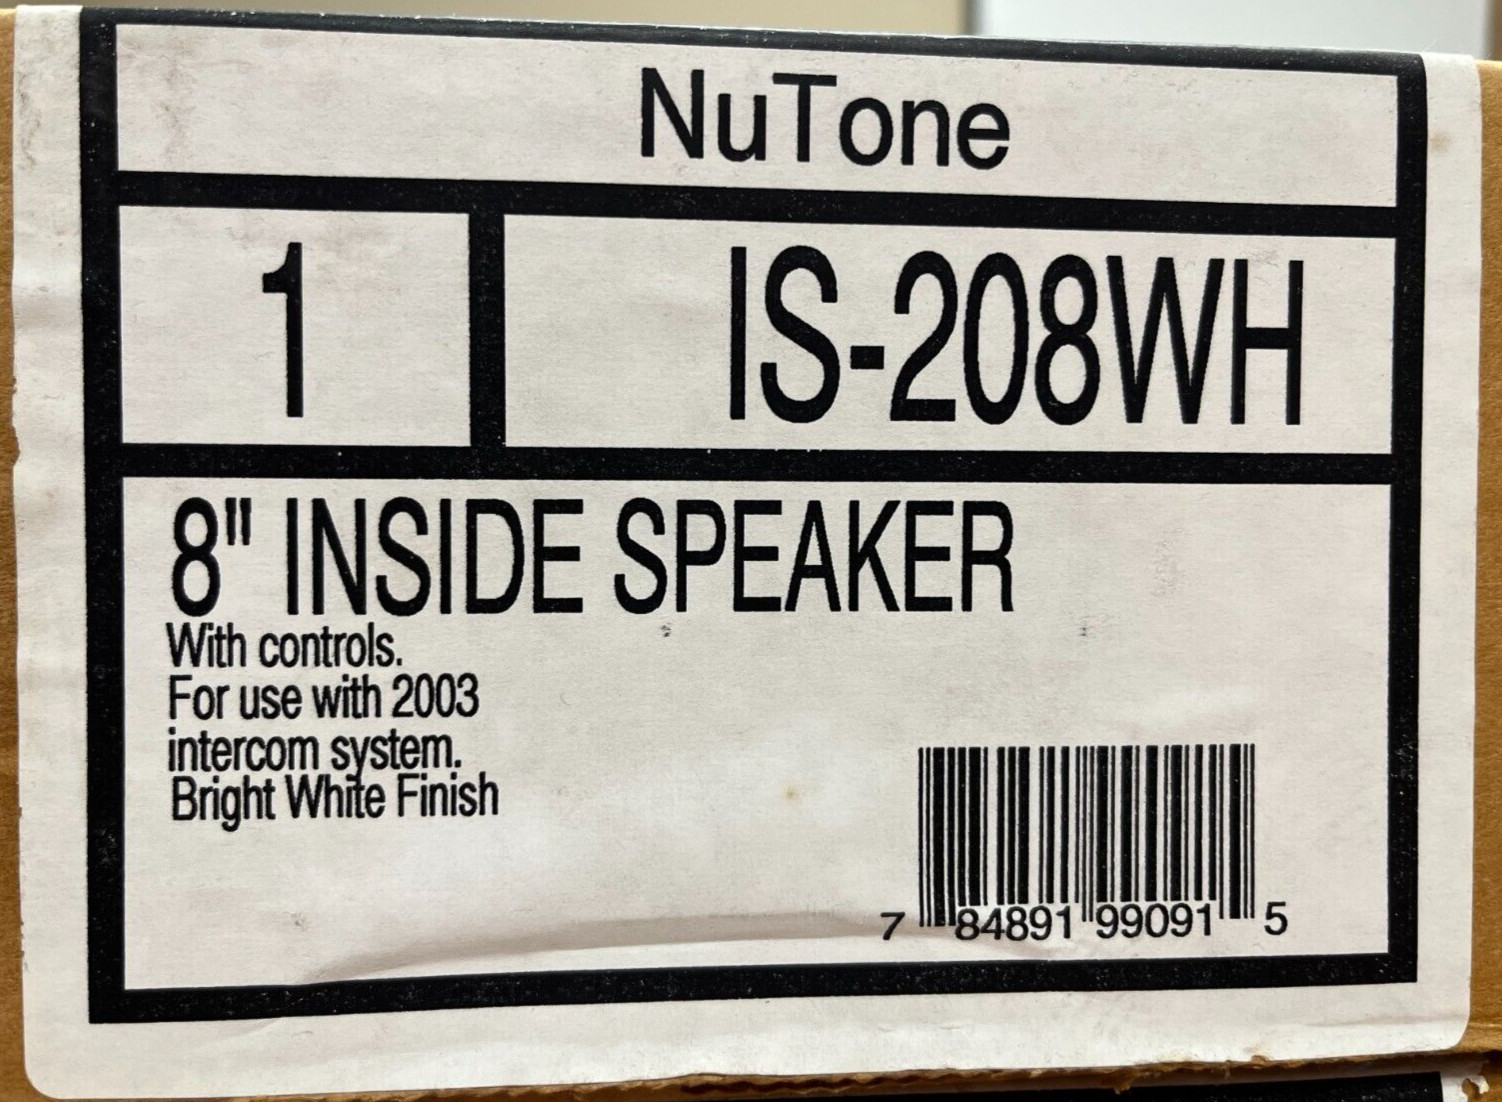 NuTone
1
IS-208WH
8" INSIDE SPEAKER
With controls.
For use with 2003
intercom system.
Bright White Finish
7 84891 99091 5